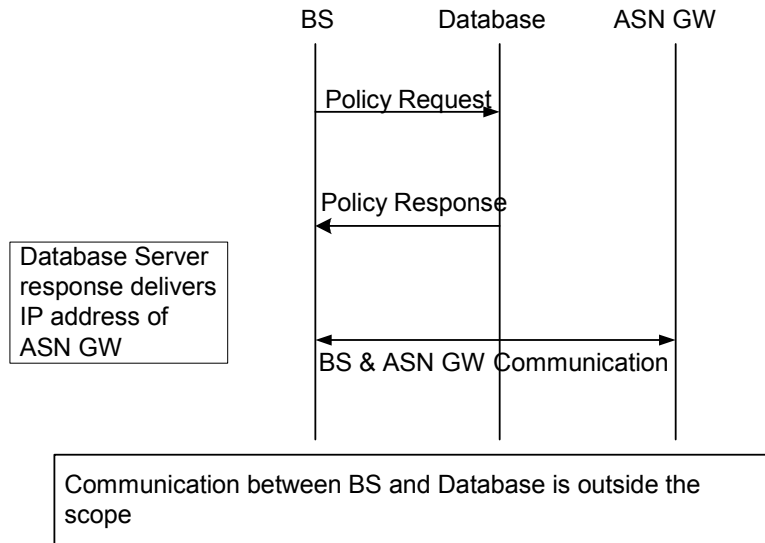 BS Database ASN GW
Policy Request
Policy Response
Database Server
response delivers
IP address of
ASN GW
BS & ASN GW Communication
Communication between BS and Database is outside the
scope